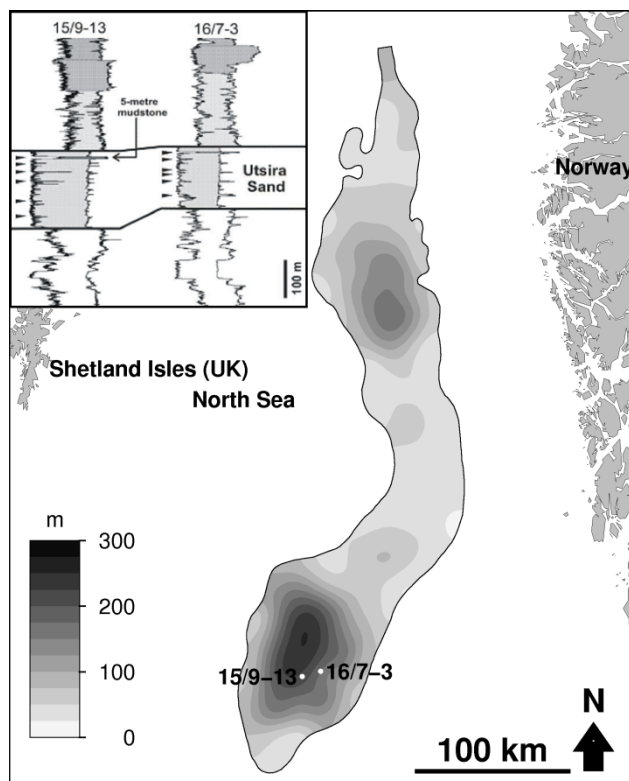 15/9-13
16/7-3
5-metre
mudstone
Utsira
Sand
100 m
Norway
Shetland Isles (UK)
North Sea
m
300
200
100
0
15/9–13
16/7–3
N
100 km